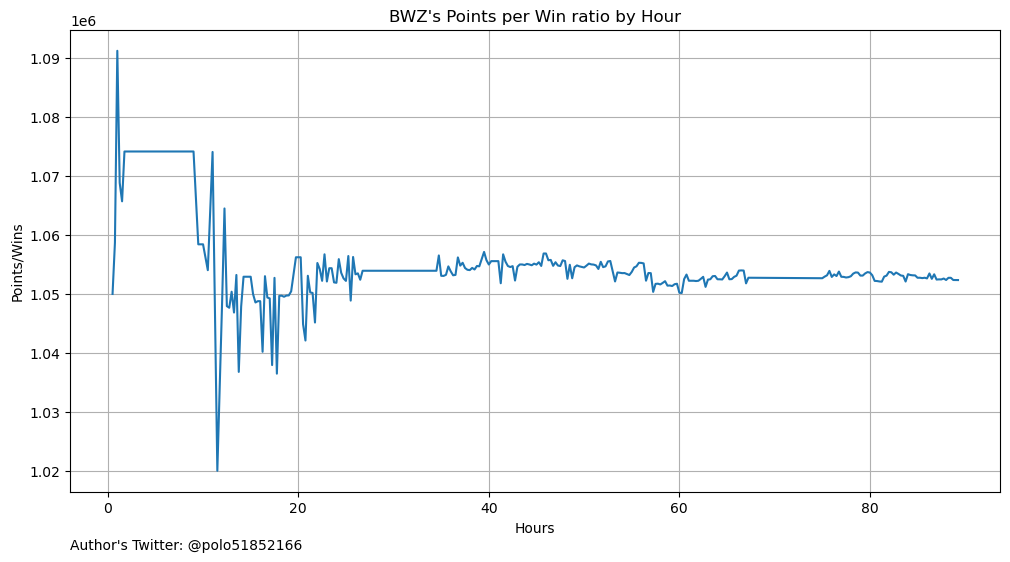 BWZ's Points per Win ratio by Hour
1e6
1.09
1.08
1.07
1.06
1.05
1.04
1.03
1.02
Points/Wins
0 20 40 60 80
Hours
Author's Twitter: @polo51852166